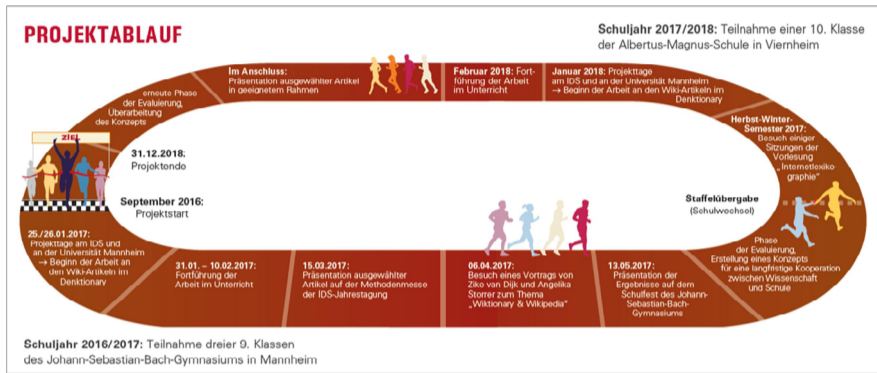 PROJEKTABLAUF
Schuljahr 2017/2018: Teilnahme einer 10. Klasse
der Albertus-Magnus-Schule in Viernheim
ZIEL
31.12.2018:
Projektende
September 2016:
Projektstart
25./26.01.2017:
Projekttage am IDS und
an der Universität Mannheim
→ Beginn der Arbeit an
den Wiki-Artikeln im
Denktionary
31.01. – 10.02.2017:
Fortführung der
Arbeit im Unterricht
15.03.2017:
Präsentation ausgewählter
Artikel auf der Methodenmesse
der IDS-Jahrestagung
06.04.2017:
Besuch eines Vortrags von
Ziko van Dijk und Angelika
Storrer zum Thema
„Wiktionary & Wikipedia“
13.05.2017:
Präsentation der
Ergebnisse auf dem
Schulfest des Johann-
Sebastian-Bach-
Gymnasiums
Phase
der Evaluierung,
Erstellung eines Konzepts
für eine langfristige Kooperation
zwischen Wissenschaft
und Schule
Staffelübergabe
(Schulwechsel)
Herbst-Winter-
Semester 2017:
Besuch einiger
Sitzungen der
Vorlesung
„Internetlexiko-
graphie“
Januar 2018: Projekttage
am IDS und an der Universität Mannheim
→ Beginn der Arbeit an den Wiki-Artikeln im
Denktionary
Februar 2018: Fort-
führung der Arbeit
im Unterricht
Im Anschluss:
Präsentation ausgewählter Artikel
in geeignetem Rahmen
erneute Phase
der Evaluierung,
Überarbeitung
des Konzepts
Schuljahr 2016/2017: Teilnahme dreier 9. Klassen
des Johann-Sebastian-Bach-Gymnasiums in Mannheim